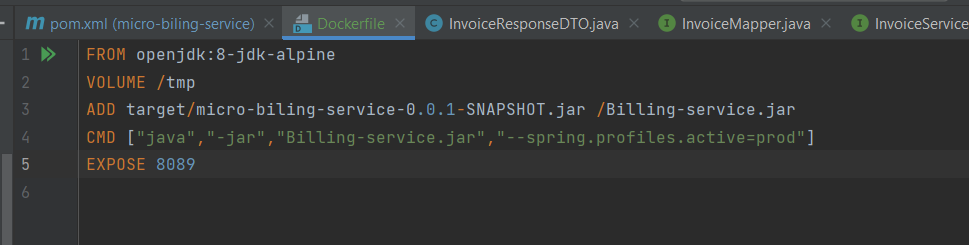 m pom.xml (micro-biling-service) × Dockerfile × C InvoiceResponseDTO.java × I InvoiceMapper.java × I InvoiceService
1 FROM openjdk:8-jdk-alpine
2 VOLUME /tmp
3 ADD target/micro-biling-service-0.0.1-SNAPSHOT.jar /Billing-service.jar
4 CMD ["java","-jar","Billing-service.jar","--spring.profiles.active=prod"]
5 EXPOSE 8089
6